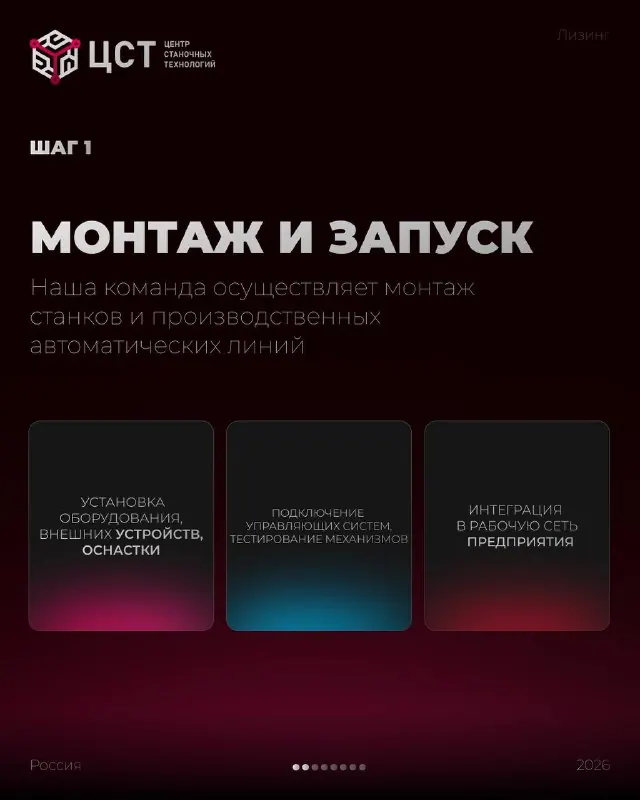 ЦСТ
ЦЕНТР
СТАНОЧНЫХ
ТЕХНОЛОГИЙ
Лизинг
ШАГ 1
МОНТАЖ И ЗАПУСК
Наша команда осуществляет монтаж
станков и производственных
автоматических линий
УСТАНОВКА
ОБОРУДОВАНИЯ,
ВНЕШНИХ УСТРОЙСТВ,
ОСНАСТКИ
ПОДКЛЮЧЕНИЕ
УПРАВЛЯЮЩИХ СИСТЕМ,
ТЕСТИРОВАНИЕ МЕХАНИЗМОВ
ИНТЕГРАЦИЯ
В РАБОЧУЮ СЕТЬ
ПРЕДПРИЯТИЯ
Россия
2026